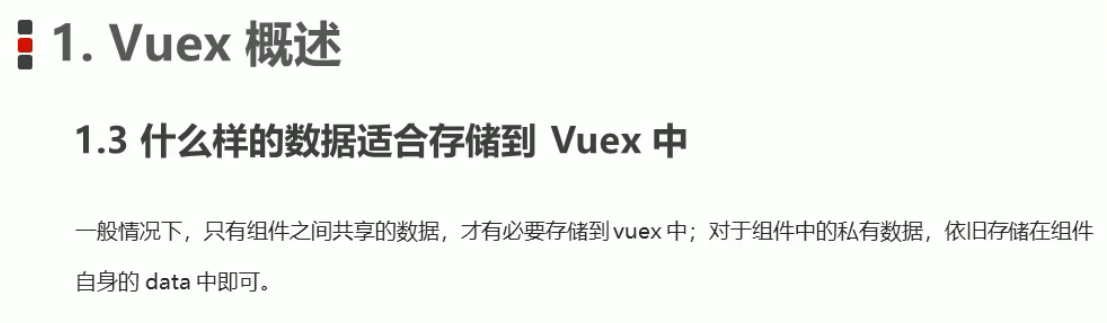 1. Vuex 概述
1.3 什么样的数据适合存储到 Vuex 中
一般情况下，只有组件之间共享的数据，才有必要存储到 vuex 中；对于组件中的私有数据，依旧存储在组件
自身的 data 中即可。